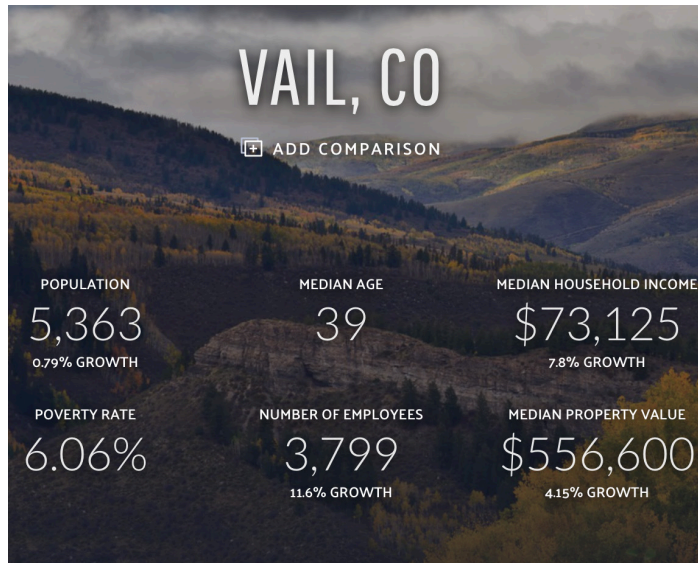 VAIL, CO
ADD COMPARISON
POPULATION
5,363
0.79% GROWTH
MEDIAN AGE
39
MEDIAN HOUSEHOLD INCOME
$73,125
7.8% GROWTH
POVERTY RATE
6.06%
NUMBER OF EMPLOYEES
3,799
11.6% GROWTH
MEDIAN PROPERTY VALUE
$556,600
4.15% GROWTH